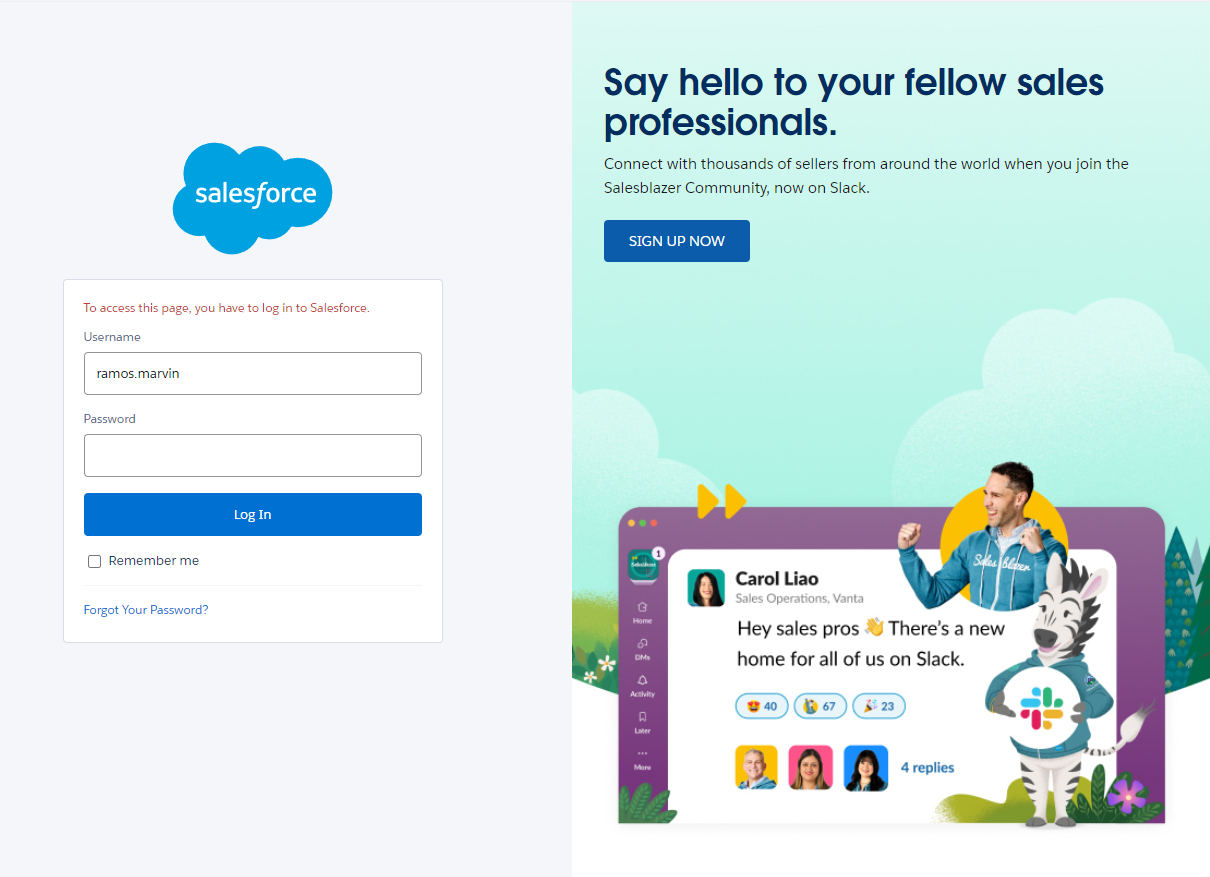 salesforce
To access this page, you have to log in to Salesforce.
Username
ramos.marvin
Password
Log In
Remember me
Forgot Your Password?
Say hello to your fellow sales
professionals.
Connect with thousands of sellers from around the world when you join the
Salesblazer Community, now on Slack.
SIGN UP NOW
1
Salesblazer
Home
DMs
Activity
Later
More
Carol Liao
Sales Operations, Vanta
Hey sales pros 👋 There's a new
home for all of us on Slack.
😍 40
67
🎉 23
4 replies
Sales blazer